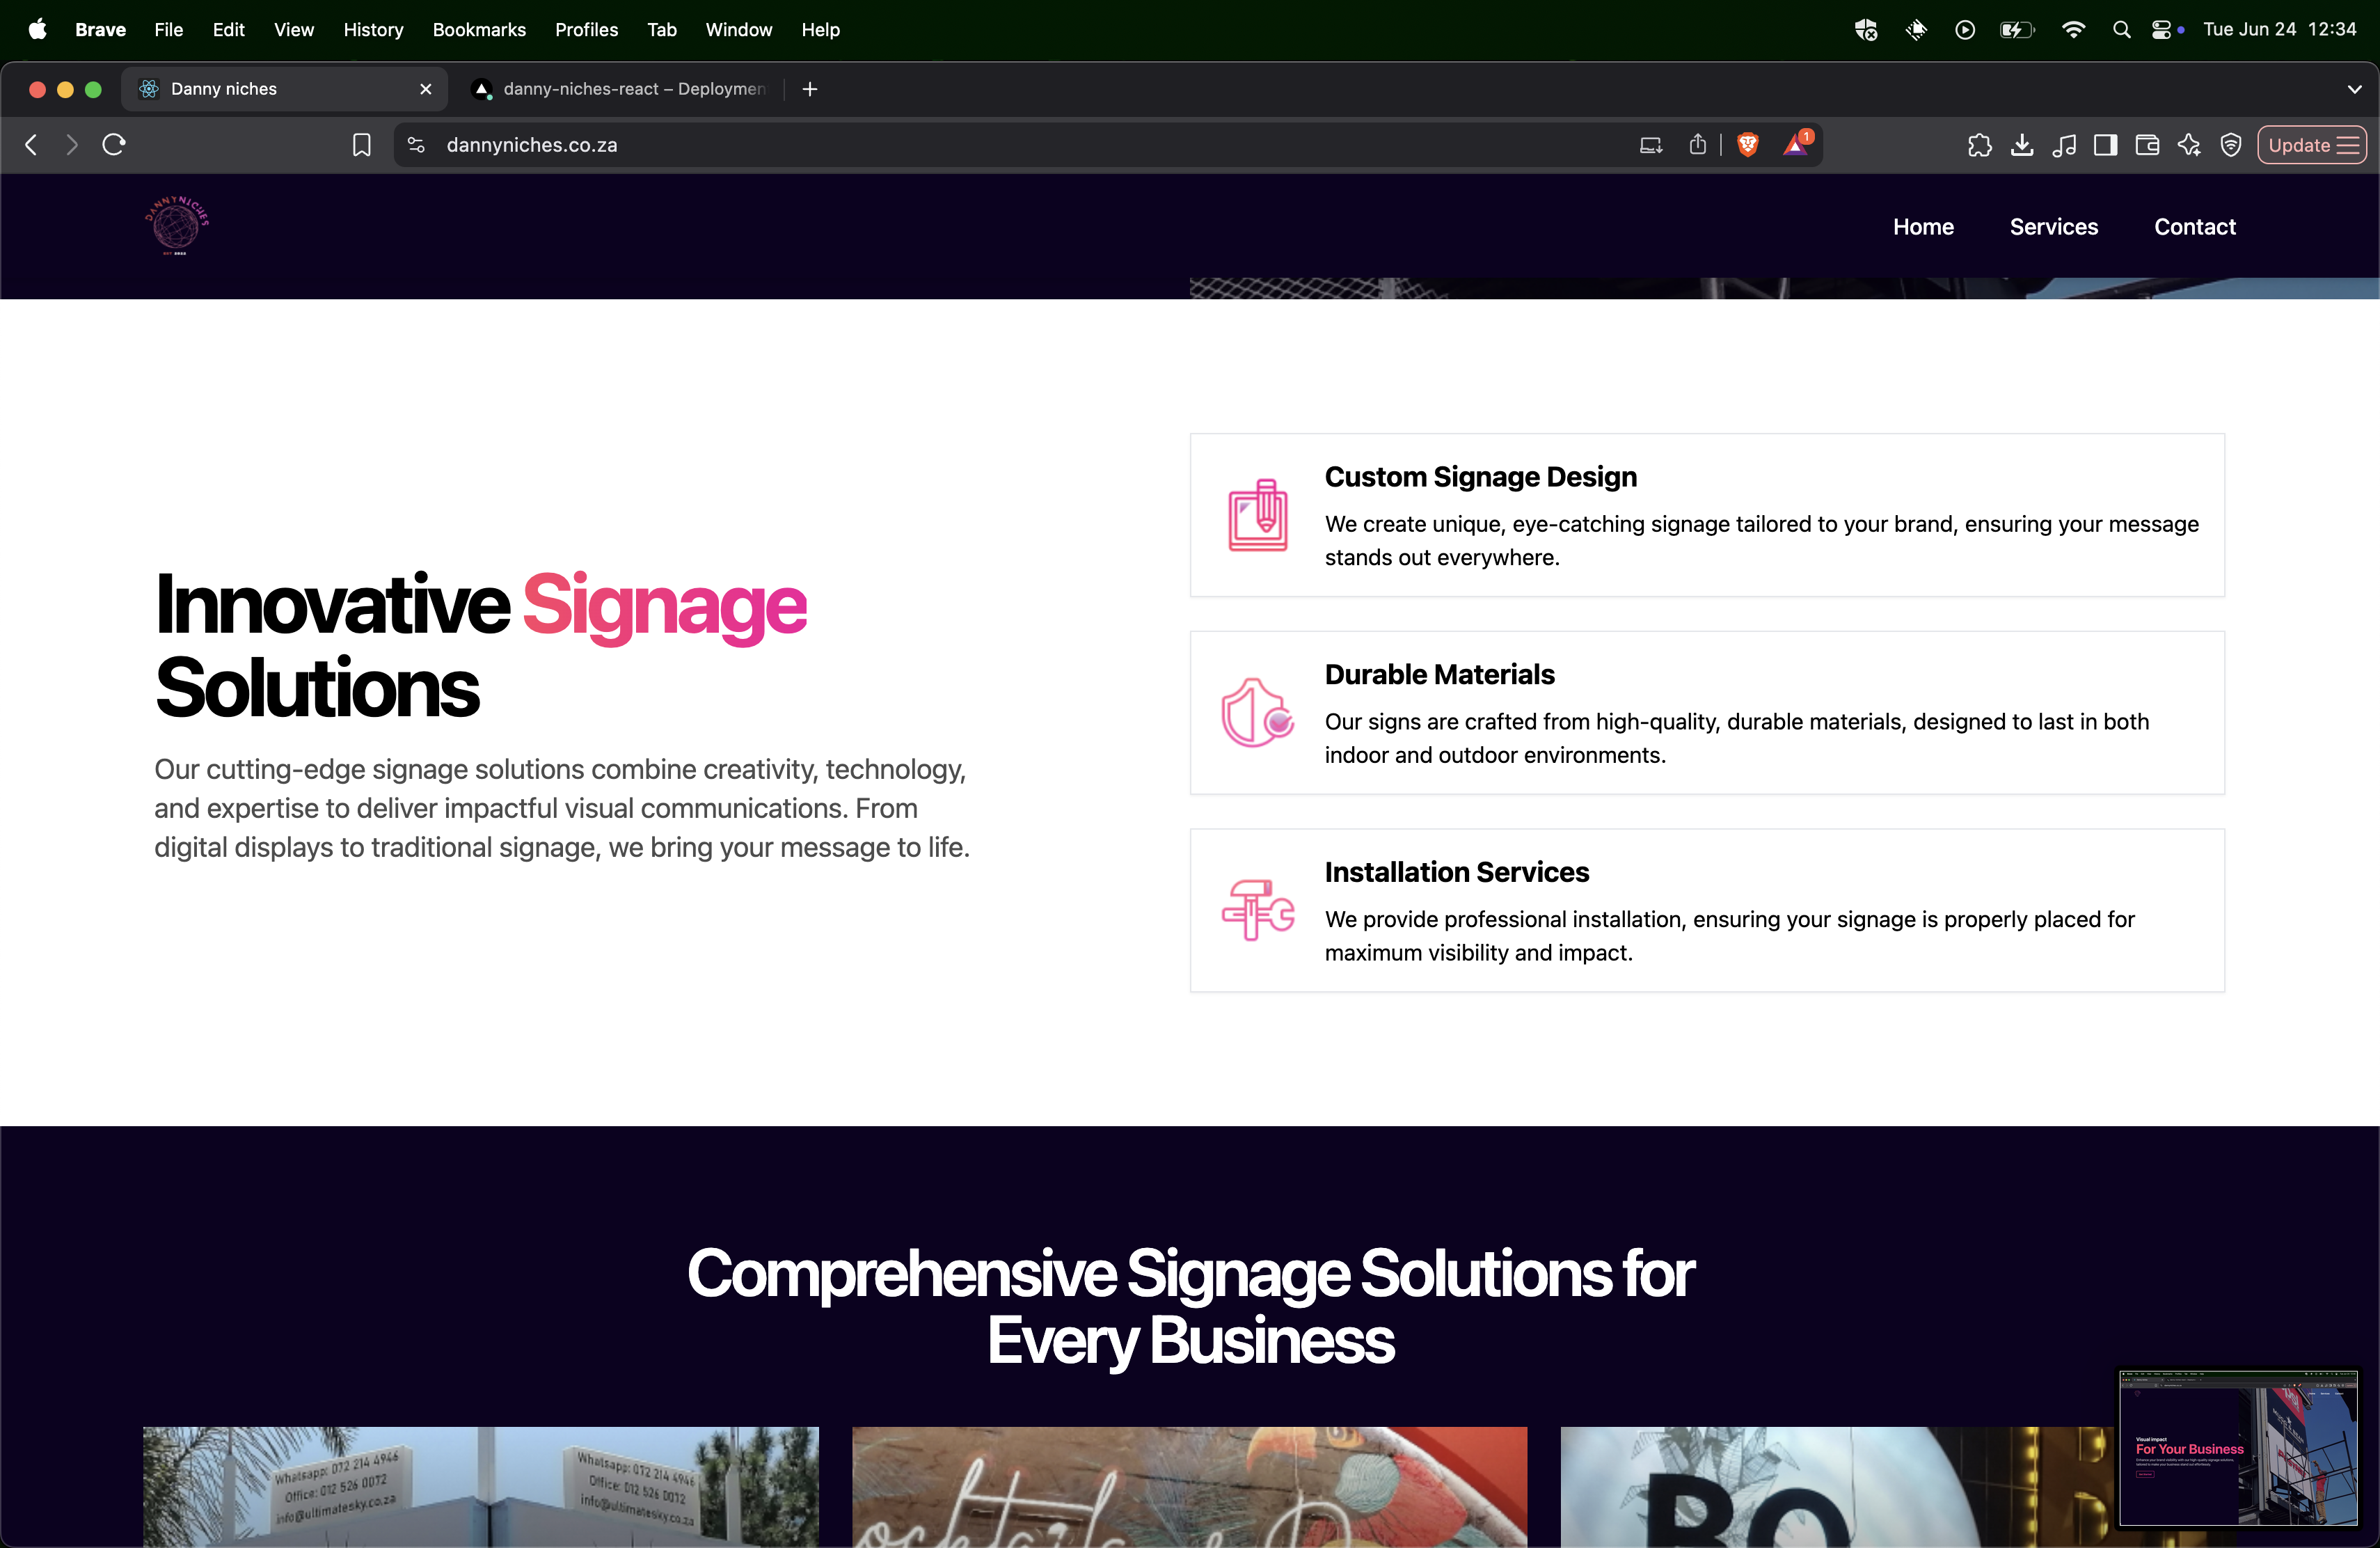 Brave File Edit View History Bookmarks Profiles Tab Window Help
Tue Jun 24 12:34
Danny niches
danny-niches-react – Deploymen
dannyniches.co.za
1
Update
DANNYNICHES
Home Services Contact
Innovative Signage
Solutions
Our cutting-edge signage solutions combine creativity, technology,
and expertise to deliver impactful visual communications. From
digital displays to traditional signage, we bring your message to life.
Custom Signage Design
We create unique, eye-catching signage tailored to your brand, ensuring your message
stands out everywhere.
Durable Materials
Our signs are crafted from high-quality, durable materials, designed to last in both
indoor and outdoor environments.
Installation Services
We provide professional installation, ensuring your signage is properly placed for
maximum visibility and impact.
Comprehensive Signage Solutions for
Every Business
Whatsapp: 072 214 4946
Office: 012 526 0072
info@ultimatesky.co.za
Whatsapp: 072 214 4946
Office: 012 526 0072
info@ultimatesky.co.za
BO
Visual Impact
For Your Business